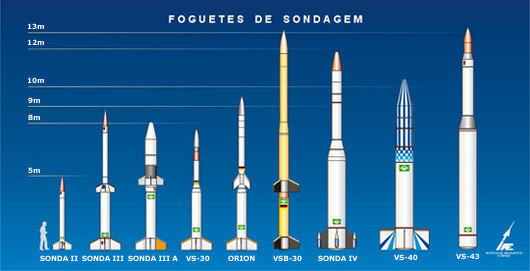 FOGUETES DE SONDAGEM
13m
12m
10m
9m
8m
5m
SONDA II
SONDA III
SONDA III A
VS-30
ORION
VSB-30
SONDA IV
VS-40
VS-43